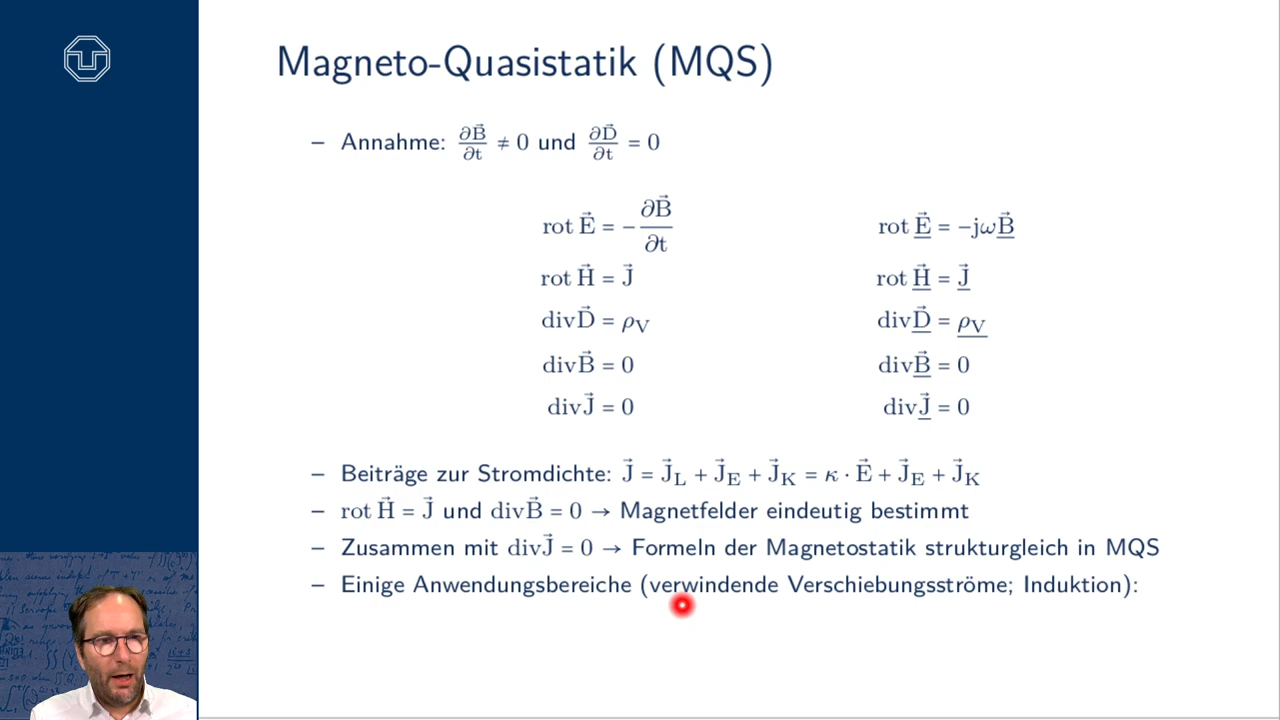 Magneto-Quasistatik (MQS)
– Annahme: ∂B⃗/∂t ≠ 0 und ∂D⃗/∂t = 0
rot E⃗ = −∂B⃗/∂t
rot E̲⃗ = −jωB̲⃗
rot H⃗ = J⃗
rot H̲⃗ = J̲⃗
divD⃗ = ρ_V
divD̲⃗ = ρ̲_V̲
divB⃗ = 0
divB̲⃗ = 0
divJ⃗ = 0
divJ̲⃗ = 0
– Beiträge zur Stromdichte: J⃗ = J⃗_L + J⃗_E + J⃗_K = κ · E⃗ + J⃗_E + J⃗_K
– rot H⃗ = J⃗ und divB⃗ = 0 → Magnetfelder eindeutig bestimmt
– Zusammen mit divJ⃗ = 0 → Formeln der Magnetostatik strukturgleich in MQS
– Einige Anwendungsbereiche (verwindende Verschiebungsströme; Induktion):